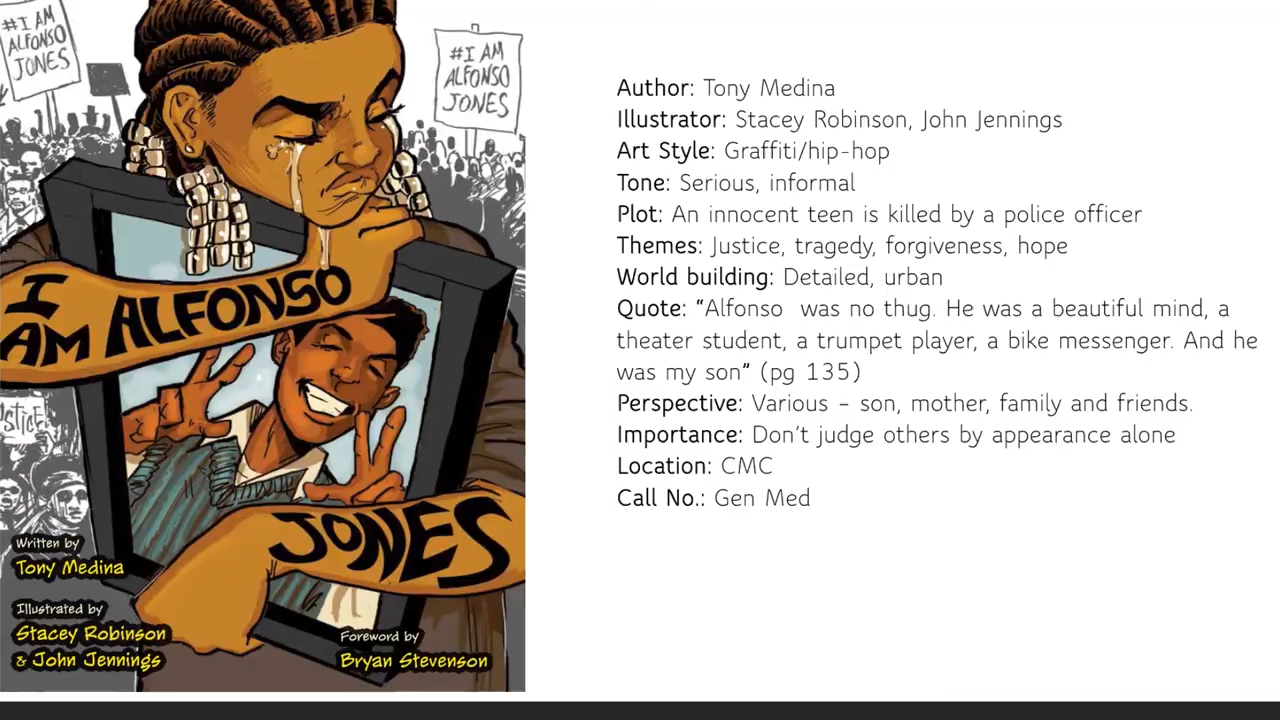 #I AM
ALFONSO
JONES
#I AM
ALFONSO
JONES
I
AM ALFONSO
JONES
Written by
Tony Medina
Illustrated by
Stacey Robinson
& John Jennings
Foreword by
Bryan Stevenson
Author: Tony Medina
Illustrator: Stacey Robinson, John Jennings
Art Style: Graffiti/hip-hop
Tone: Serious, informal
Plot: An innocent teen is killed by a police officer
Themes: Justice, tragedy, forgiveness, hope
World building: Detailed, urban
Quote: “Alfonso  was no thug. He was a beautiful mind, a
theater student, a trumpet player, a bike messenger. And he
was my son” (pg 135)
Perspective: Various – son, mother, family and friends.
Importance: Don’t judge others by appearance alone
Location: CMC
Call No.: Gen Med